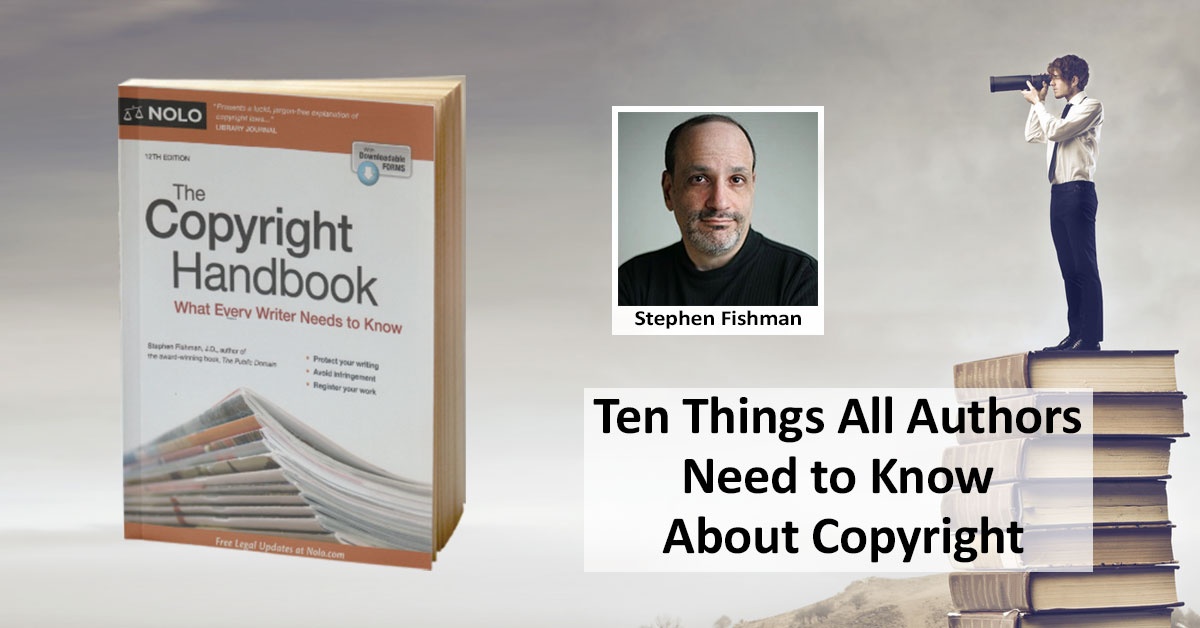 NOLO
"Presents a lucid, jargon-free explanation of
copyright laws..."
LIBRARY JOURNAL
12TH EDITION
With
Downloadable
FORMS
The
Copyright
Handbook
What Every Writer Needs to Know
Stephen Fishman, J.D., author of
the award-winning book, The Public Domain
• Protect your writing
• Avoid infringement
• Register your work
Free Legal Updates at Nolo.com
Stephen Fishman
Ten Things All Authors
Need to Know
About Copyright